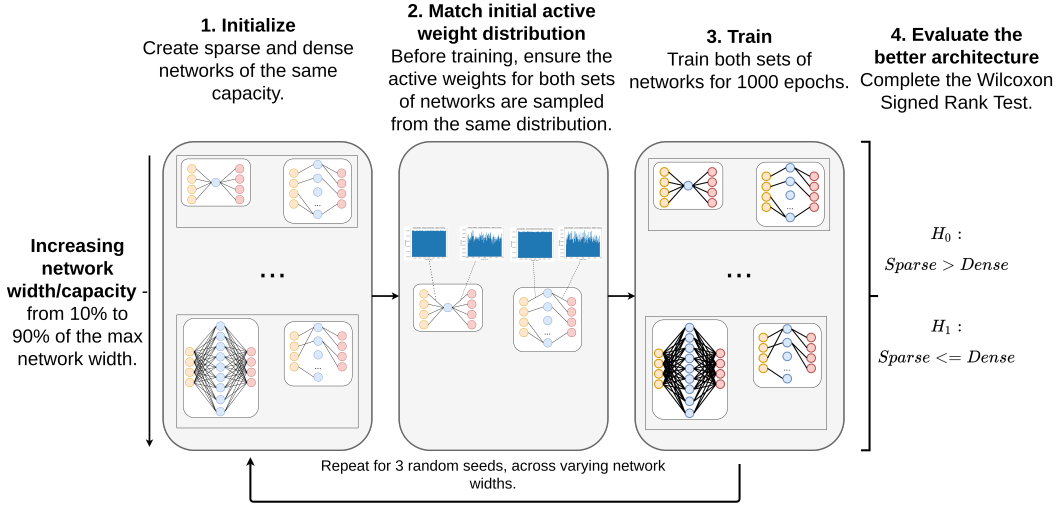 1. Initialize
Create sparse and dense
networks of the same
capacity.
2. Match initial active
weight distribution
Before training, ensure the
active weights for both sets
of networks are sampled
from the same distribution.
3. Train
Train both sets of
networks for 1000 epochs.
4. Evaluate the
better architecture
Complete the Wilcoxon
Signed Rank Test.
Increasing
network
width/capacity -
from 10% to
90% of the max
network width.
...
...
...
...
...
...
...
...
H₀ :
Sparse > Dense
H₁ :
Sparse <= Dense
Repeat for 3 random seeds, across varying network
widths.